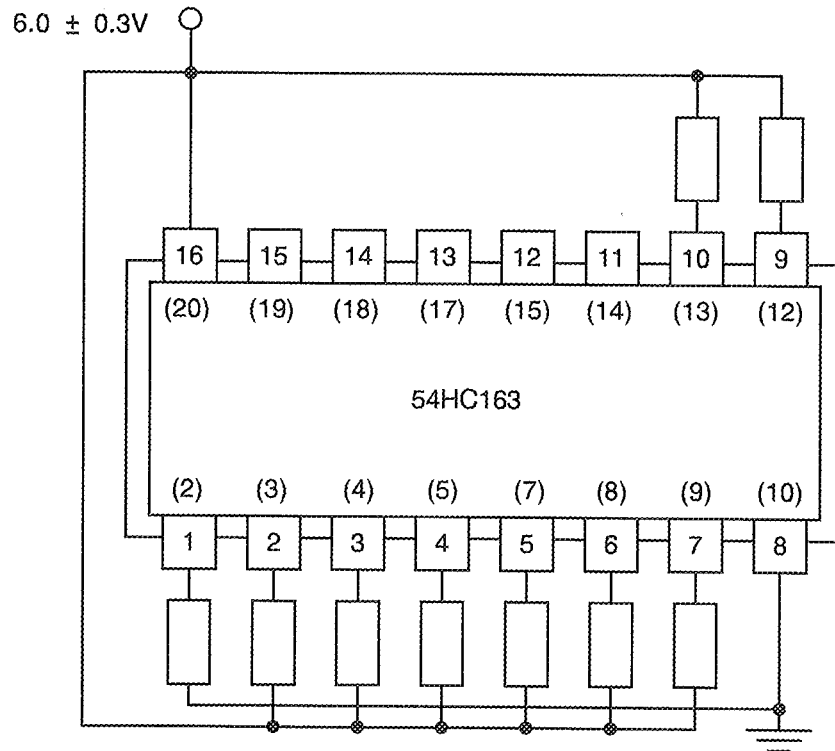 6.0 ± 0.3V
16 15 14 13 12 11 10 9
(20) (19) (18) (17) (15) (14) (13) (12)
54HC163
(2) (3) (4) (5) (7) (8) (9) (10)
1 2 3 4 5 6 7 8